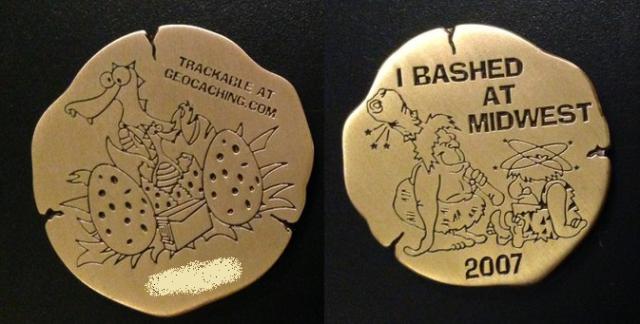 TRACKABLE AT
GEOCACHING.COM
I BASHED
AT
MIDWEST
2007